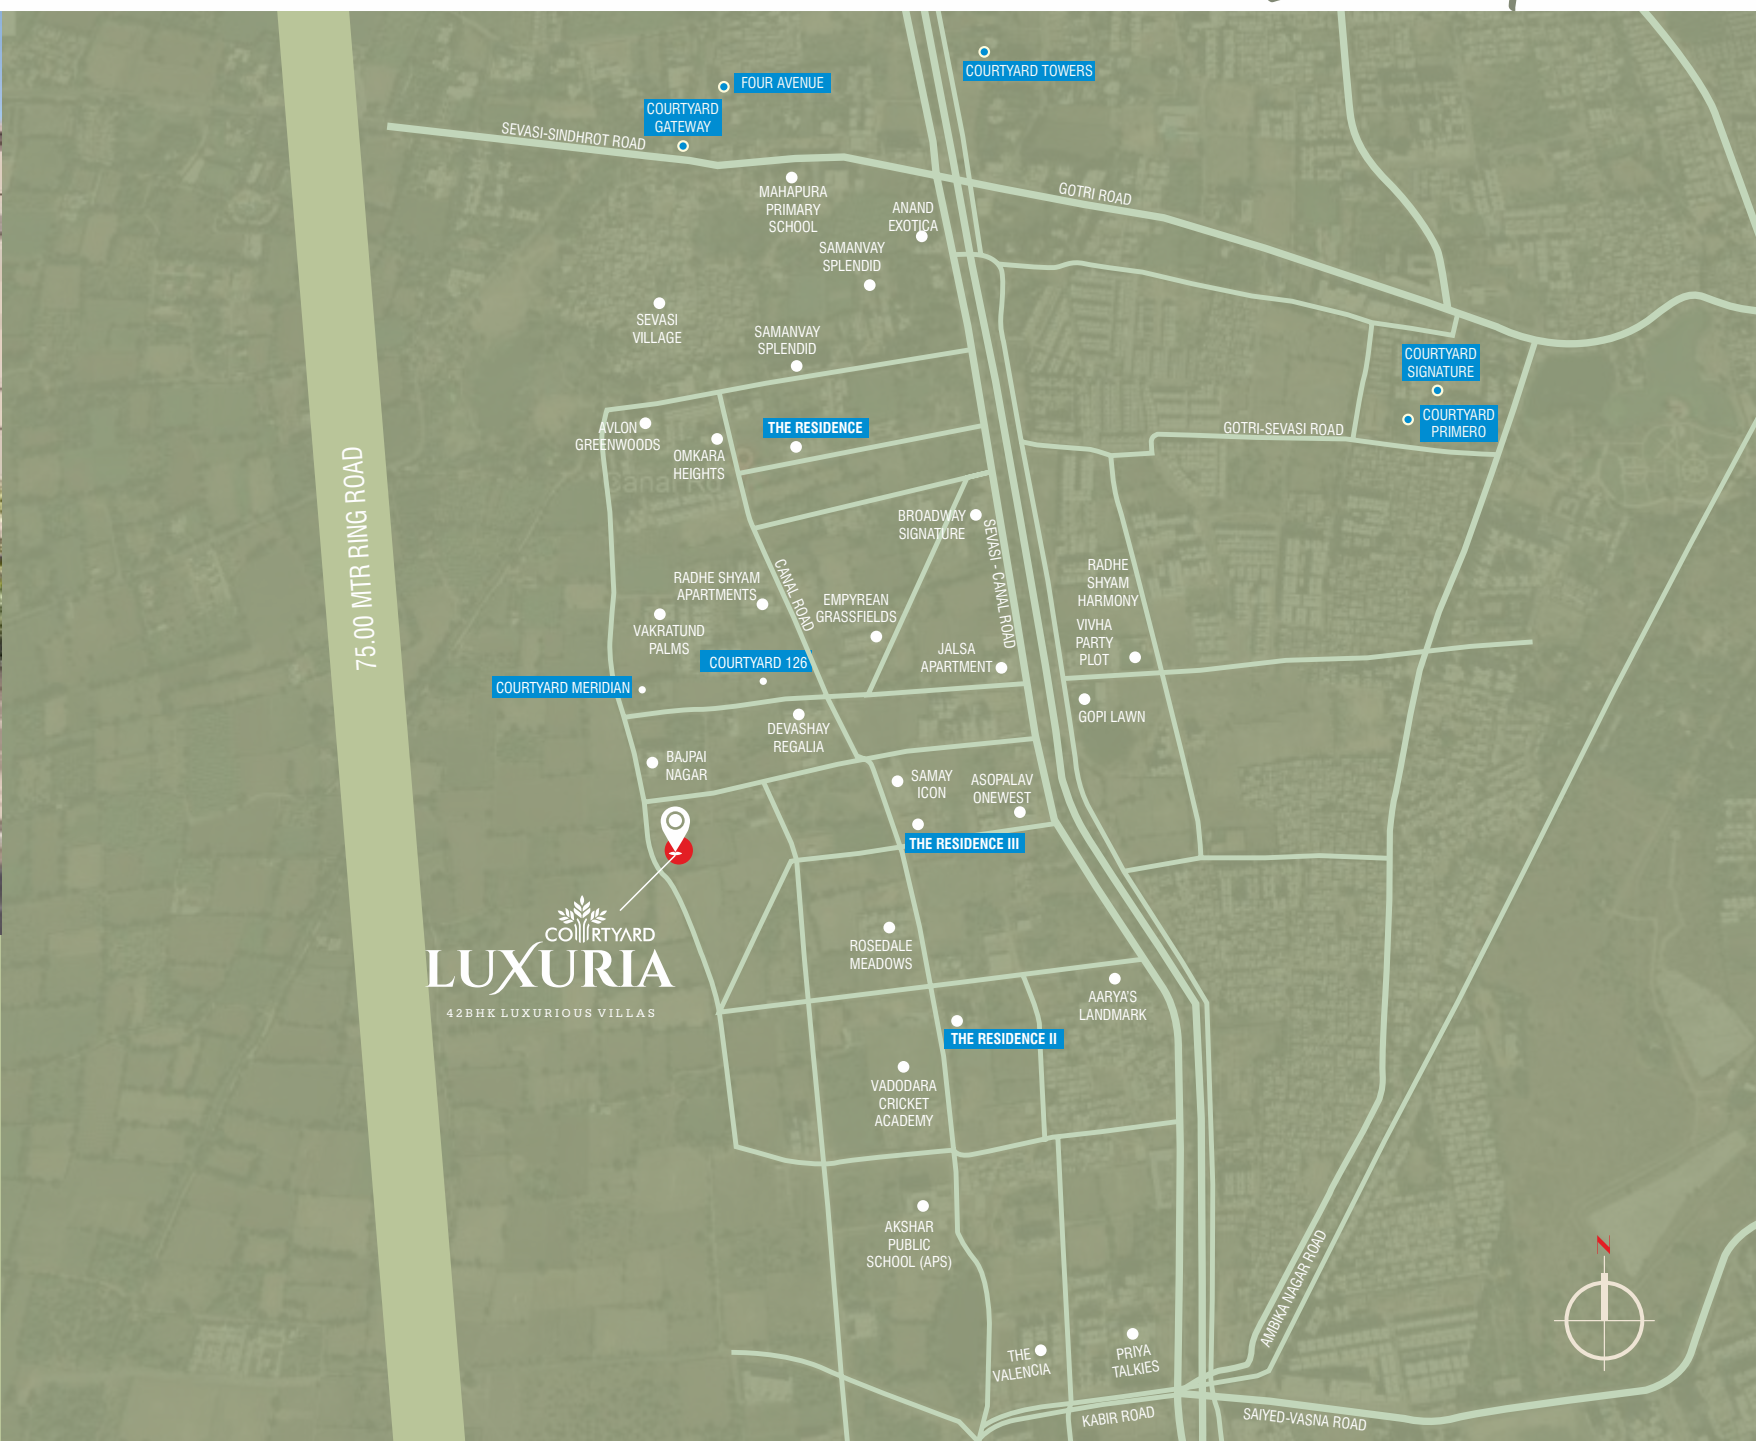 COURTYARD TOWERS
FOUR AVENUE
COURTYARD
GATEWAY
SEVASI-SINDHROT ROAD
MAHAPURA
PRIMARY
SCHOOL
GOTRI ROAD
ANAND
EXOTICA
SAMANVAY
SPLENDID
SEVASI
VILLAGE
SAMANVAY
SPLENDID
COURTYARD
SIGNATURE
COURTYARD
PRIMERO
GOTRI-SEVASI ROAD
AVLON
GREENWOODS
THE RESIDENCE
OMKARA
HEIGHTS
Canal Rd
75.00 MTR RING ROAD
BROADWAY
SIGNATURE
SEVASI - CANAL ROAD
CANAL ROAD
RADHE SHYAM
APARTMENTS
EMPYREAN
GRASSFIELDS
RADHE
SHYAM
HARMONY
VIVHA
PARTY
PLOT
VAKRATUND
PALMS
JALSA
APARTMENT
COURTYARD 126
COURTYARD MERIDIAN
GOPI LAWN
DEVASHAY
REGALIA
BAJPAI
NAGAR
SAMAY
ICON
ASOPALAV
ONEWEST
THE RESIDENCE III
COURTYARD
LUXURIA
42BHK LUXURIOUS VILLAS
ROSEDALE
MEADOWS
AARYA'S
LANDMARK
THE RESIDENCE II
VADODARA
CRICKET
ACADEMY
AKSHAR
PUBLIC
SCHOOL (APS)
AMBIKA NAGAR ROAD
N
THE
VALENCIA
PRIYA
TALKIES
KABIR ROAD
SAIYED-VASNA ROAD